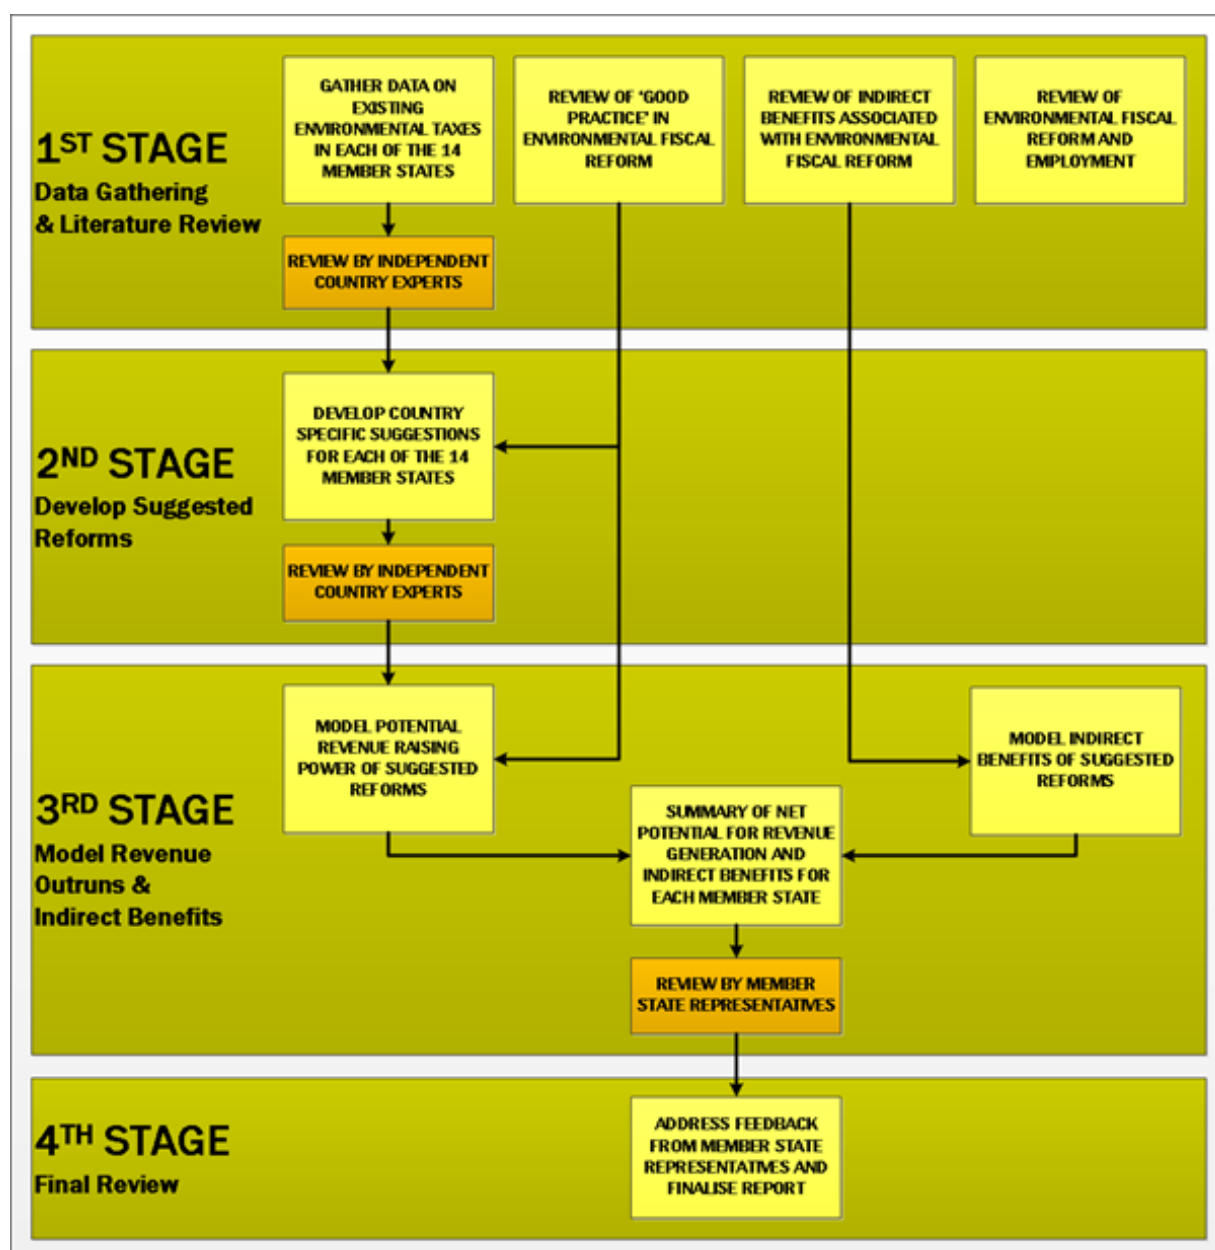 1ST STAGE
Data Gathering
& Literature Review
GATHER DATA ON
EXISTING
ENVIRONMENTAL TAXES
IN EACH OF THE 14
MEMBER STATES
REVIEW OF 'GOOD
PRACTICE' IN
ENVIRONMENTAL FISCAL
REFORM
REVIEW OF INDIRECT
BENEFITS ASSOCIATED
WITH ENVIRONMENTAL
FISCAL REFORM
REVIEW OF
ENVIRONMENTAL FISCAL
REFORM AND
EMPLOYMENT
REVIEW BY INDEPENDENT
COUNTRY EXPERTS
2ND STAGE
Develop Suggested
Reforms
DEVELOP COUNTRY
SPECIFIC SUGGESTIONS
FOR EACH OF THE 14
MEMBER STATES
REVIEW BY INDEPENDENT
COUNTRY EXPERTS
3RD STAGE
Model Revenue
Outruns &
Indirect Benefits
MODEL POTENTIAL
REVENUE RAISING
POWER OF SUGGESTED
REFORMS
MODEL INDIRECT
BENEFITS OF SUGGESTED
REFORMS
SUMMARY OF NET
POTENTIAL FOR REVENUE
GENERATION AND
INDIRECT BENEFITS FOR
EACH MEMBER STATE
REVIEW BY MEMBER
STATE REPRESENTATIVES
4TH STAGE
Final Review
ADDRESS FEEDBACK
FROM MEMBER STATE
REPRESENTATIVES AND
FINALISE REPORT